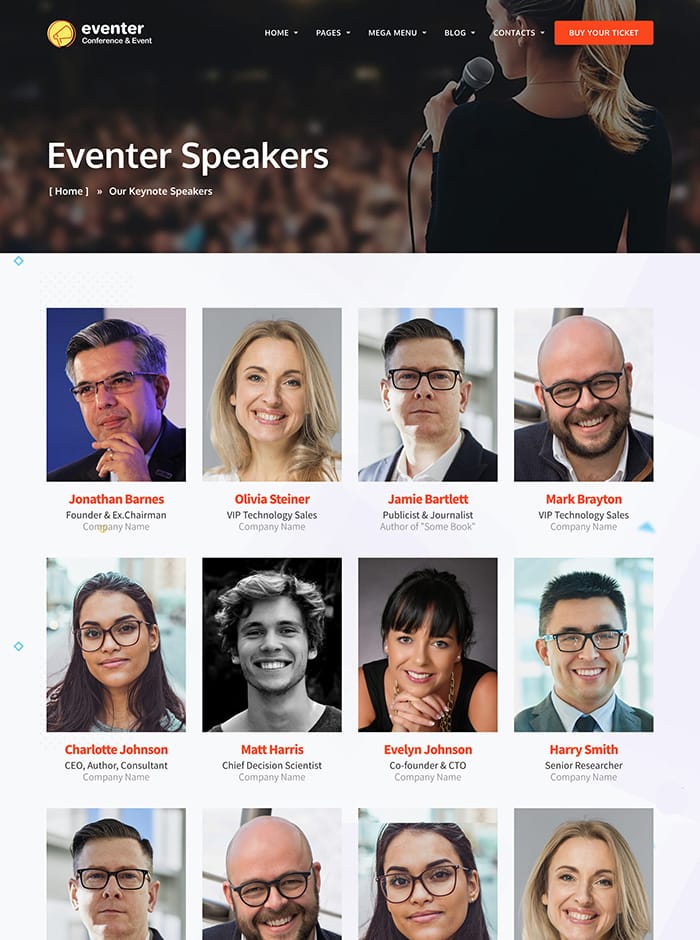 eventer
Conference & Event
HOME
PAGES
MEGA MENU
BLOG
CONTACTS
BUY YOUR TICKET
Eventer Speakers
[ Home ] » Our Keynote Speakers
Jonathan Barnes
Founder & Ex.Chairman
Company Name
Olivia Steiner
VIP Technology Sales
Company Name
Jamie Bartlett
Publicist & Journalist
Author of "Some Book"
Mark Brayton
VIP Technology Sales
Company Name
Charlotte Johnson
CEO, Author, Consultant
Company Name
Matt Harris
Chief Decision Scientist
Company Name
Evelyn Johnson
Co-founder & CTO
Company Name
Harry Smith
Senior Researcher
Company Name